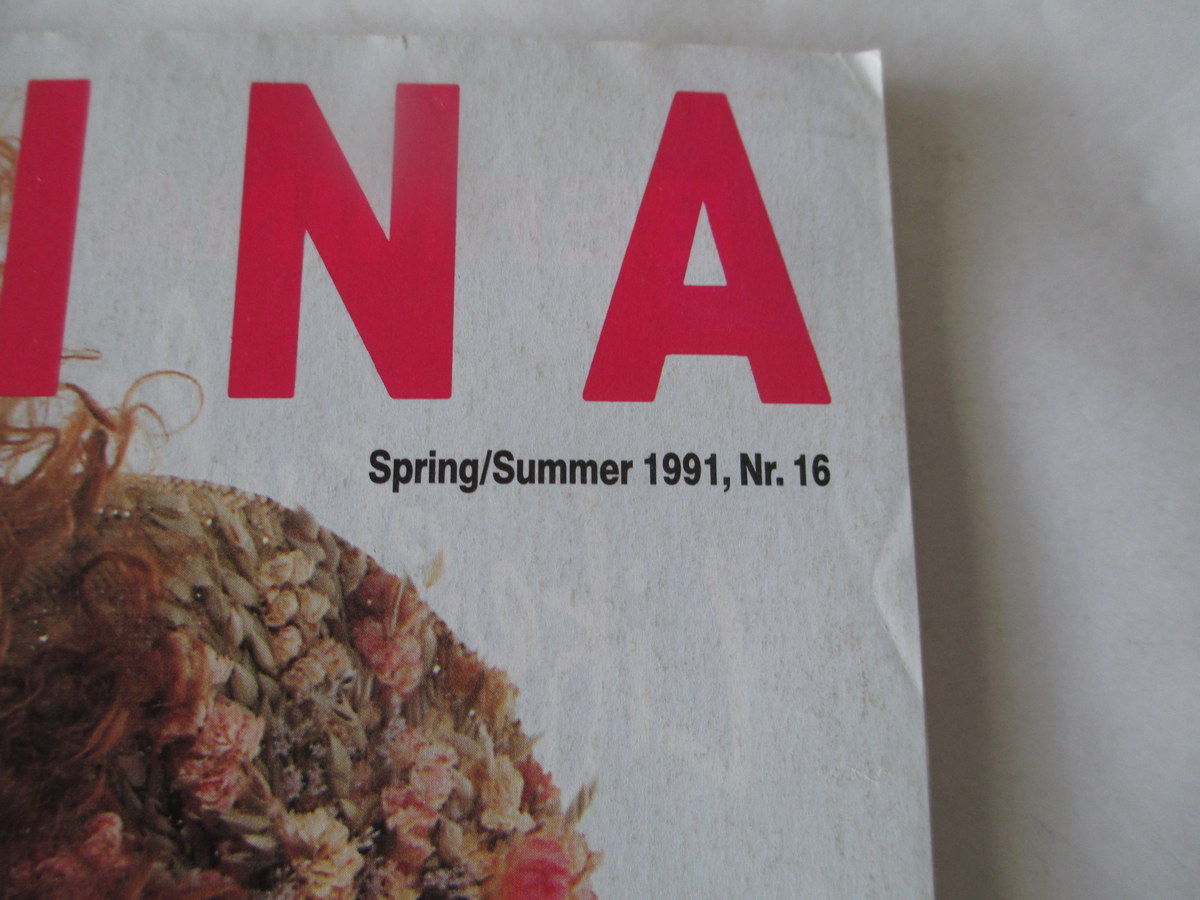 INA
Spring/Summer 1991, Nr. 16